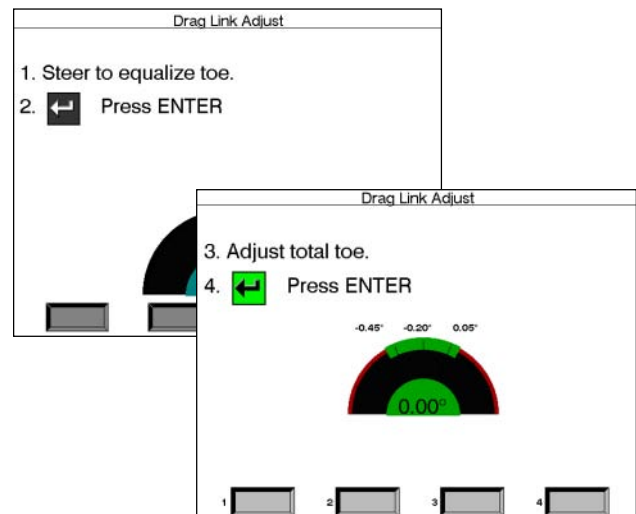 Drag Link Adjust
1. Steer to equalize toe.
2. Press ENTER
Drag Link Adjust
3. Adjust total toe.
4. Press ENTER
-0.45° -0.20° 0.05°
0.00°
1 2 3 4